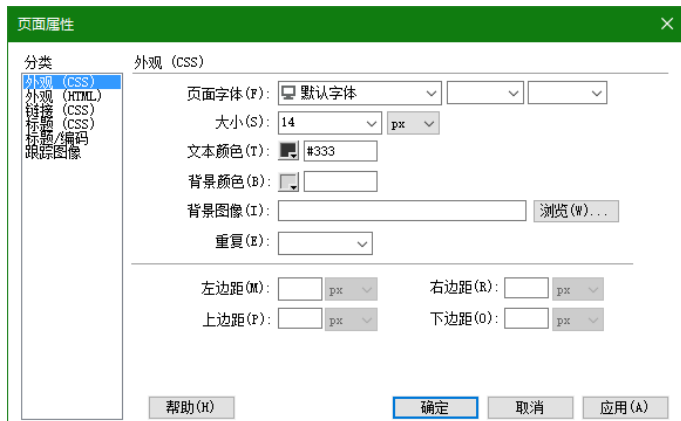 页面属性
分类
外观 (CSS)
外观 (HTML)
链接 (CSS)
标题 (CSS)
标题/编码
跟踪图像
外观 (CSS)
页面字体(F): 默认字体
大小(S): 14 px
文本颜色(T): #333
背景颜色(B):
背景图像(I): 浏览(W)...
重复(E):
左边距(M): px 右边距(R): px
上边距(P): px 下边距(O): px
帮助(H) 确定 取消 应用(A)